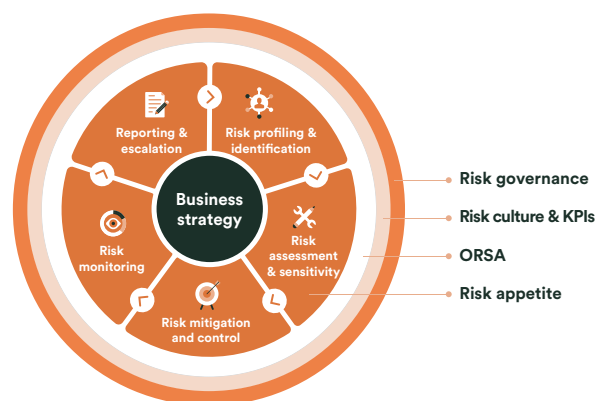 Reporting &
escalation
Risk profiling &
identification
Business
strategy
Risk
monitoring
Risk
assessment
& sensitivity
Risk mitigation
and control
Risk governance
Risk culture & KPIs
ORSA
Risk appetite